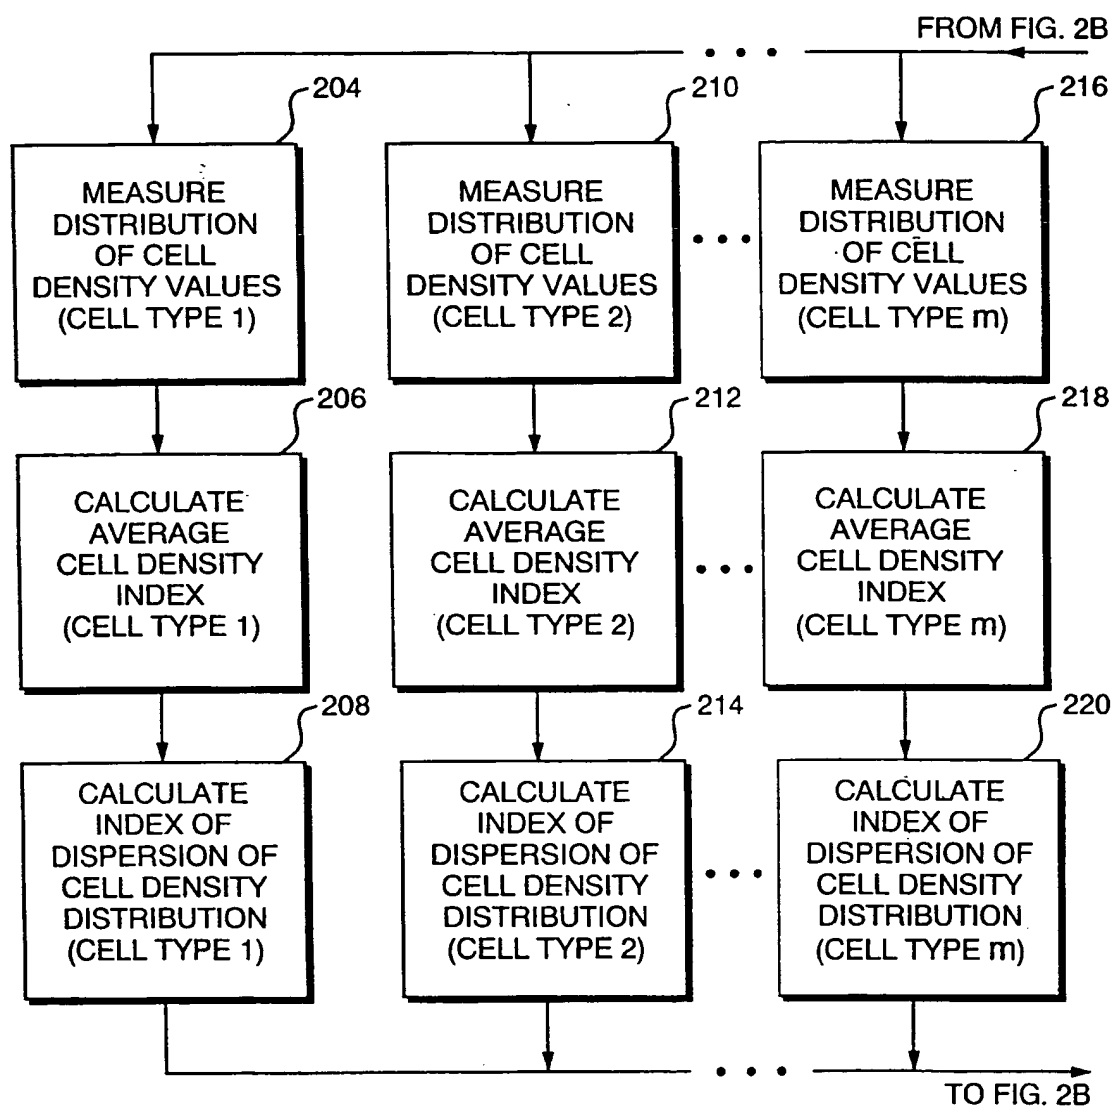 FROM FIG. 2B
204
210
216
MEASURE
DISTRIBUTION
OF CELL
DENSITY VALUES
(CELL TYPE 1)
MEASURE
DISTRIBUTION
OF CELL
DENSITY VALUES
(CELL TYPE 2)
MEASURE
DISTRIBUTION
OF CELL
DENSITY VALUES
(CELL TYPE m)
206
212
218
CALCULATE
AVERAGE
CELL DENSITY
INDEX
(CELL TYPE 1)
CALCULATE
AVERAGE
CELL DENSITY
INDEX
(CELL TYPE 2)
CALCULATE
AVERAGE
CELL DENSITY
INDEX
(CELL TYPE m)
208
214
220
CALCULATE
INDEX OF
DISPERSION OF
CELL DENSITY
DISTRIBUTION
(CELL TYPE 1)
CALCULATE
INDEX OF
DISPERSION OF
CELL DENSITY
DISTRIBUTION
(CELL TYPE 2)
CALCULATE
INDEX OF
DISPERSION OF
CELL DENSITY
DISTRIBUTION
(CELL TYPE m)
TO FIG. 2B